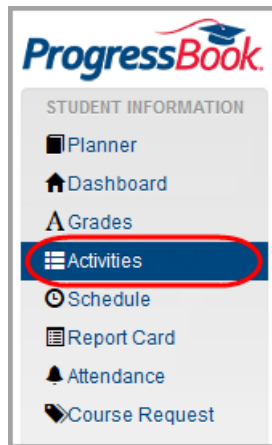 ProgressBook.
STUDENT INFORMATION
Planner
Dashboard
Grades
Activities
Schedule
Report Card
Attendance
Course Request